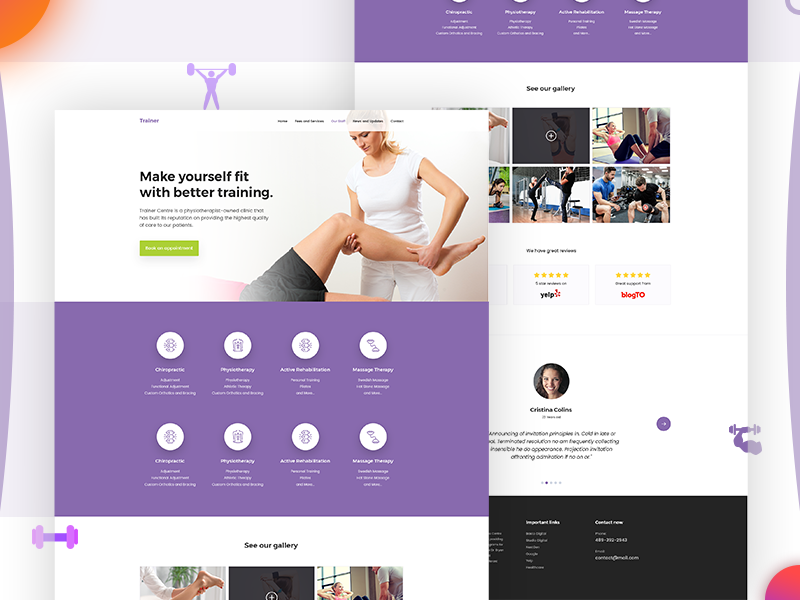 Trainer
Home
Fees and Services
Our Staff
News and Updates
Contact
Make yourself fit
with better training.
Trainer Centre is a physiotherapist-owned clinic that
has built its reputation on providing the highest quality
of care to our patients.
Book an appointment
Chiropractic
Physiotherapy
Active Rehabilitation
Massage Therapy
Adjustment
Functional Adjustment
Custom Orthotics and Bracing
Physiotherapy
Athletic Therapy
Custom Orthotics and Bracing
Personal Training
Pilates
and More...
Swedish Massage
Hot Stone Massage
and More...
Chiropractic
Physiotherapy
Active Rehabilitation
Massage Therapy
Adjustment
Functional Adjustment
Custom Orthotics and Bracing
Physiotherapy
Athletic Therapy
Custom Orthotics and Bracing
Personal Training
Pilates
and More...
Swedish Massage
Hot Stone Massage
and More...
See our gallery
Chiropractic
Physiotherapy
Active Rehabilitation
Massage Therapy
Adjustment
Functional Adjustment
Custom Orthotics and Bracing
Physiotherapy
Athletic Therapy
Custom Orthotics and Bracing
Personal Training
Pilates
and More...
Swedish Massage
Hot Stone Massage
and More...
See our gallery
We have great reviews
5 star reviews on
yelp
Great support from
blogTO
Cristina Colins
Announcing of invitation principles in. Cold in late or
Terminated resolution no am frequently collecting
insensible he do appearance. Projection invitation
affronting admiration if no or."
Important links
Contact now
Phone
485-392-2543
Email
contact@mail.com
Google
Yelp
Healthcares